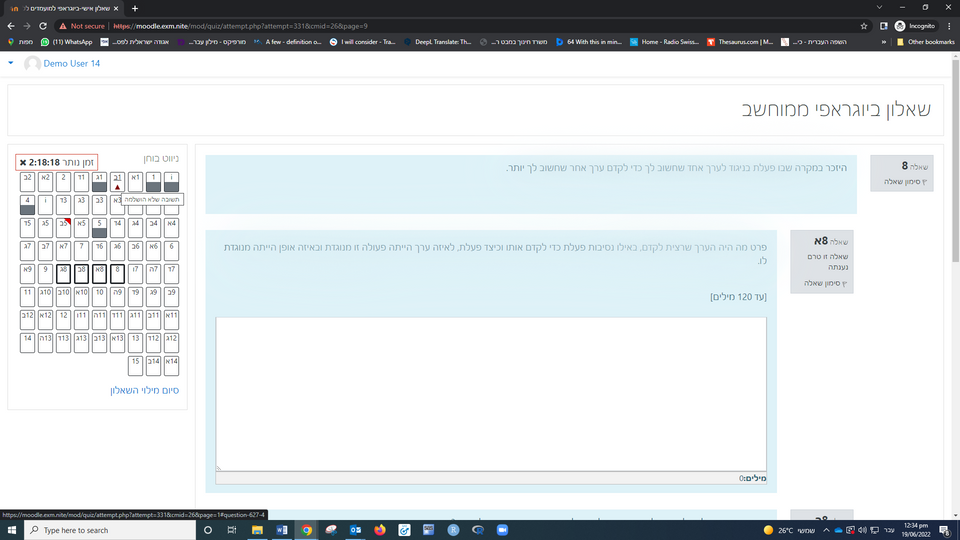 שאלון אישי-ביוגראפי למועמדים ל
Incognito
Not secure | https://moodle.exm.nite/mod/quiz/attempt.php?attempt=331&cmid=26&page=9
מפות
(11) WhatsApp
אגודה ישראלית לפס...
מורפיקס - מילון עבר...
A few - definition o...
I will consider - Tra...
DeepL Translate: Th...
משרד חינוך במבט ר...
64 With this in min...
Home - Radio Swiss...
Thesaurus.com | M...
השפה העברית - כי...
»
Other bookmarks
Demo User 14
שאלון ביוגראפי ממוחשב
שאלה 8
ץ סימון שאלה
היזכר במקרה שבו פעלת בניגוד לערך אחד שחשוב לך כדי לקדם ערך אחר שחשוב לך יותר.
שאלה 8א
שאלה זו טרם
נענתה
ץ סימון שאלה
פרט מה היה הערך שרצית לקדם, באילו נסיבות פעלת וכיצד פעלת, לאיזה ערך הייתה פעולה זו מנוגדת ובאיזה אופן הייתה מנוגדת
לו.
[עד 120 מילים]
מילים:0
ניווט בוחן
זמן נותר 2:18:18
i 1 1א 1ב 1ג 1ד 2 2א 2ב
תשובה שלא הושלמה
3א 3ב 3ג 3ד i 4
4א 4ב 4ג 4ד 5 5א 5ב 5ג 5ד
6 6א 6ב 6ג 6ד 7 7א 7ב 7ג
7ד 7ה 7ו 8 8א 8ב 8ג 9 9א
9ב 9ג 9ד 9ה 10 10א 10ב 10ג 11
11א 11ב 11ג 11ד 11ה 11ו 12 12א 12ב
12ג 12ד 13 13א 13ב 13ג 13ד 13ה 14
14א 14ב 15
סיום מילוי השאלון
https://moodle.exm.nite/mod/quiz/attempt.php?attempt=331&cmid=26&page=1#question-627-4
Type here to search
26°C שמשי
עבר
12:34 pm
19/06/2022